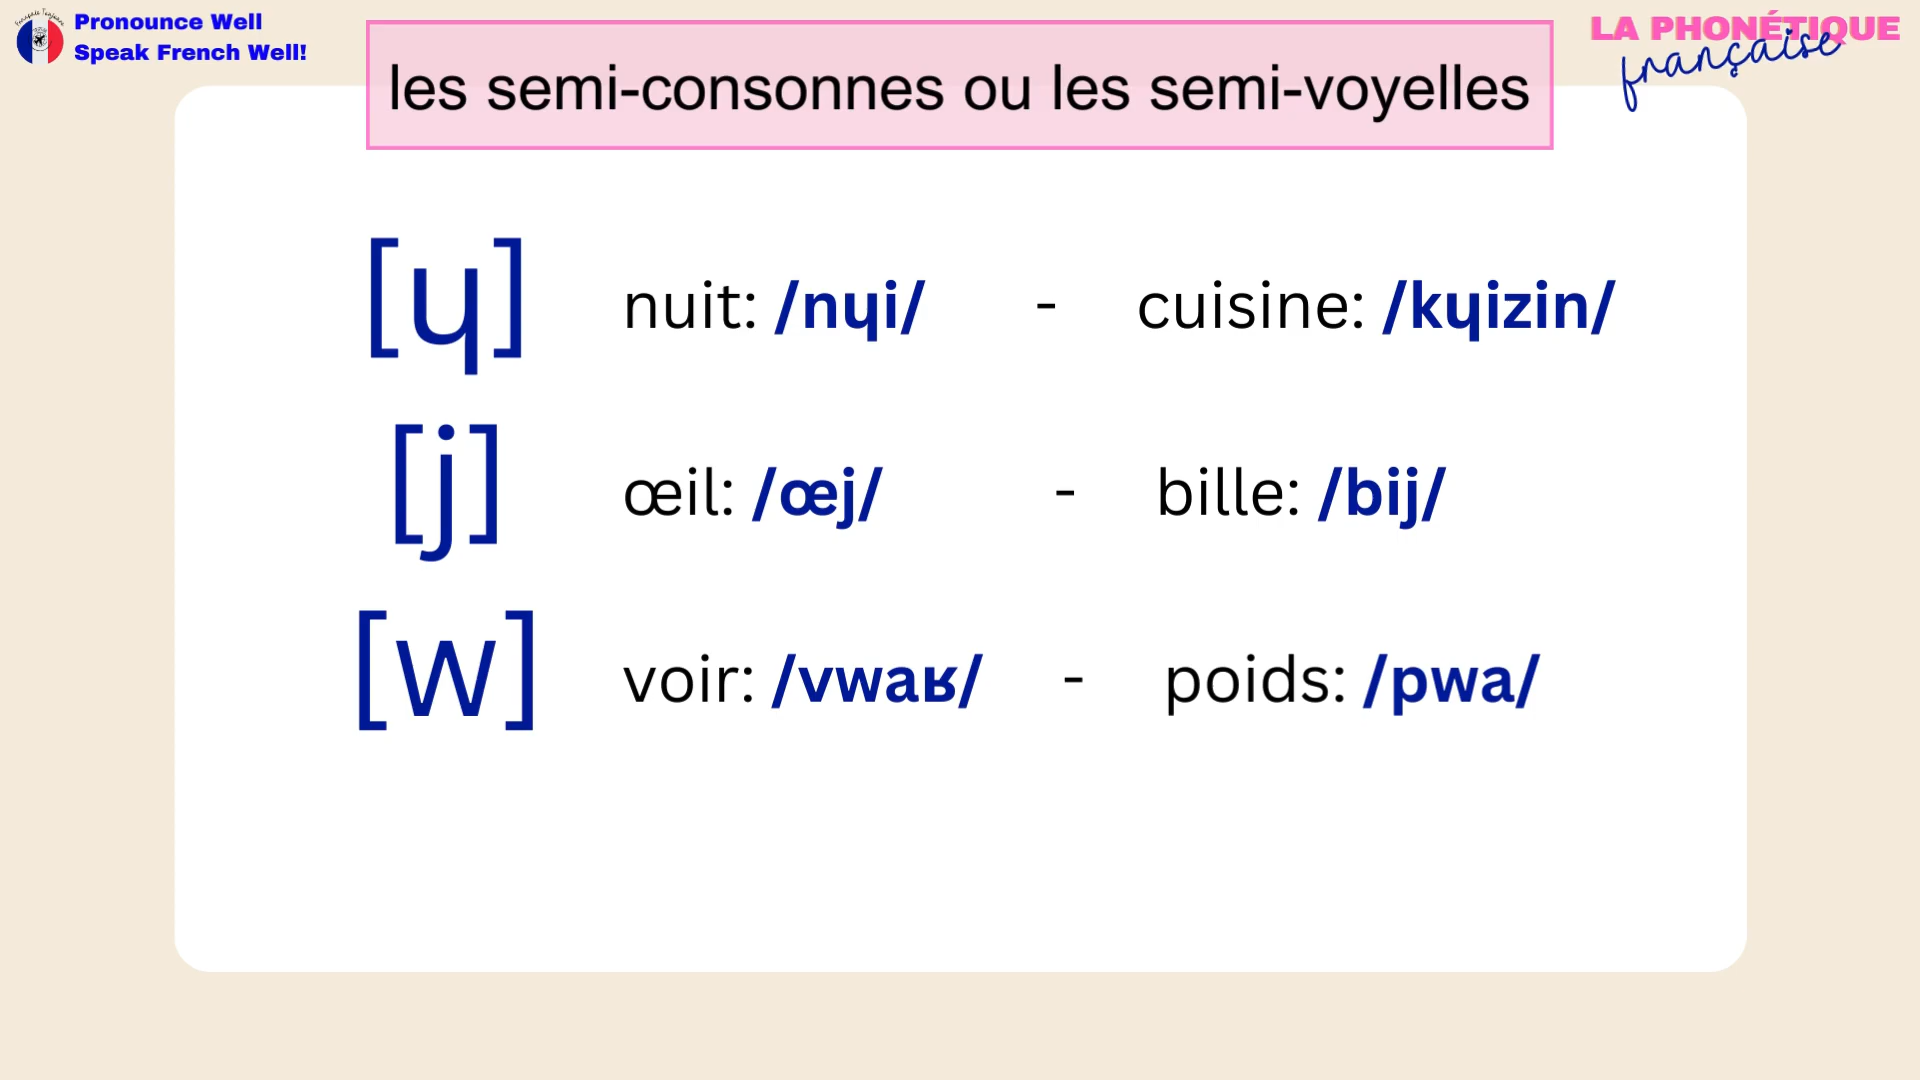 Pronounce Well
Speak French Well!
les semi-consonnes ou les semi-voyelles
LA PHONÉTIQUE
française
[ɥ] nuit: /nɥi/ - cuisine: /kɥizin/
[j] œil: /œj/ - bille: /bij/
[w] voir: /vwaʁ/ - poids: /pwa/